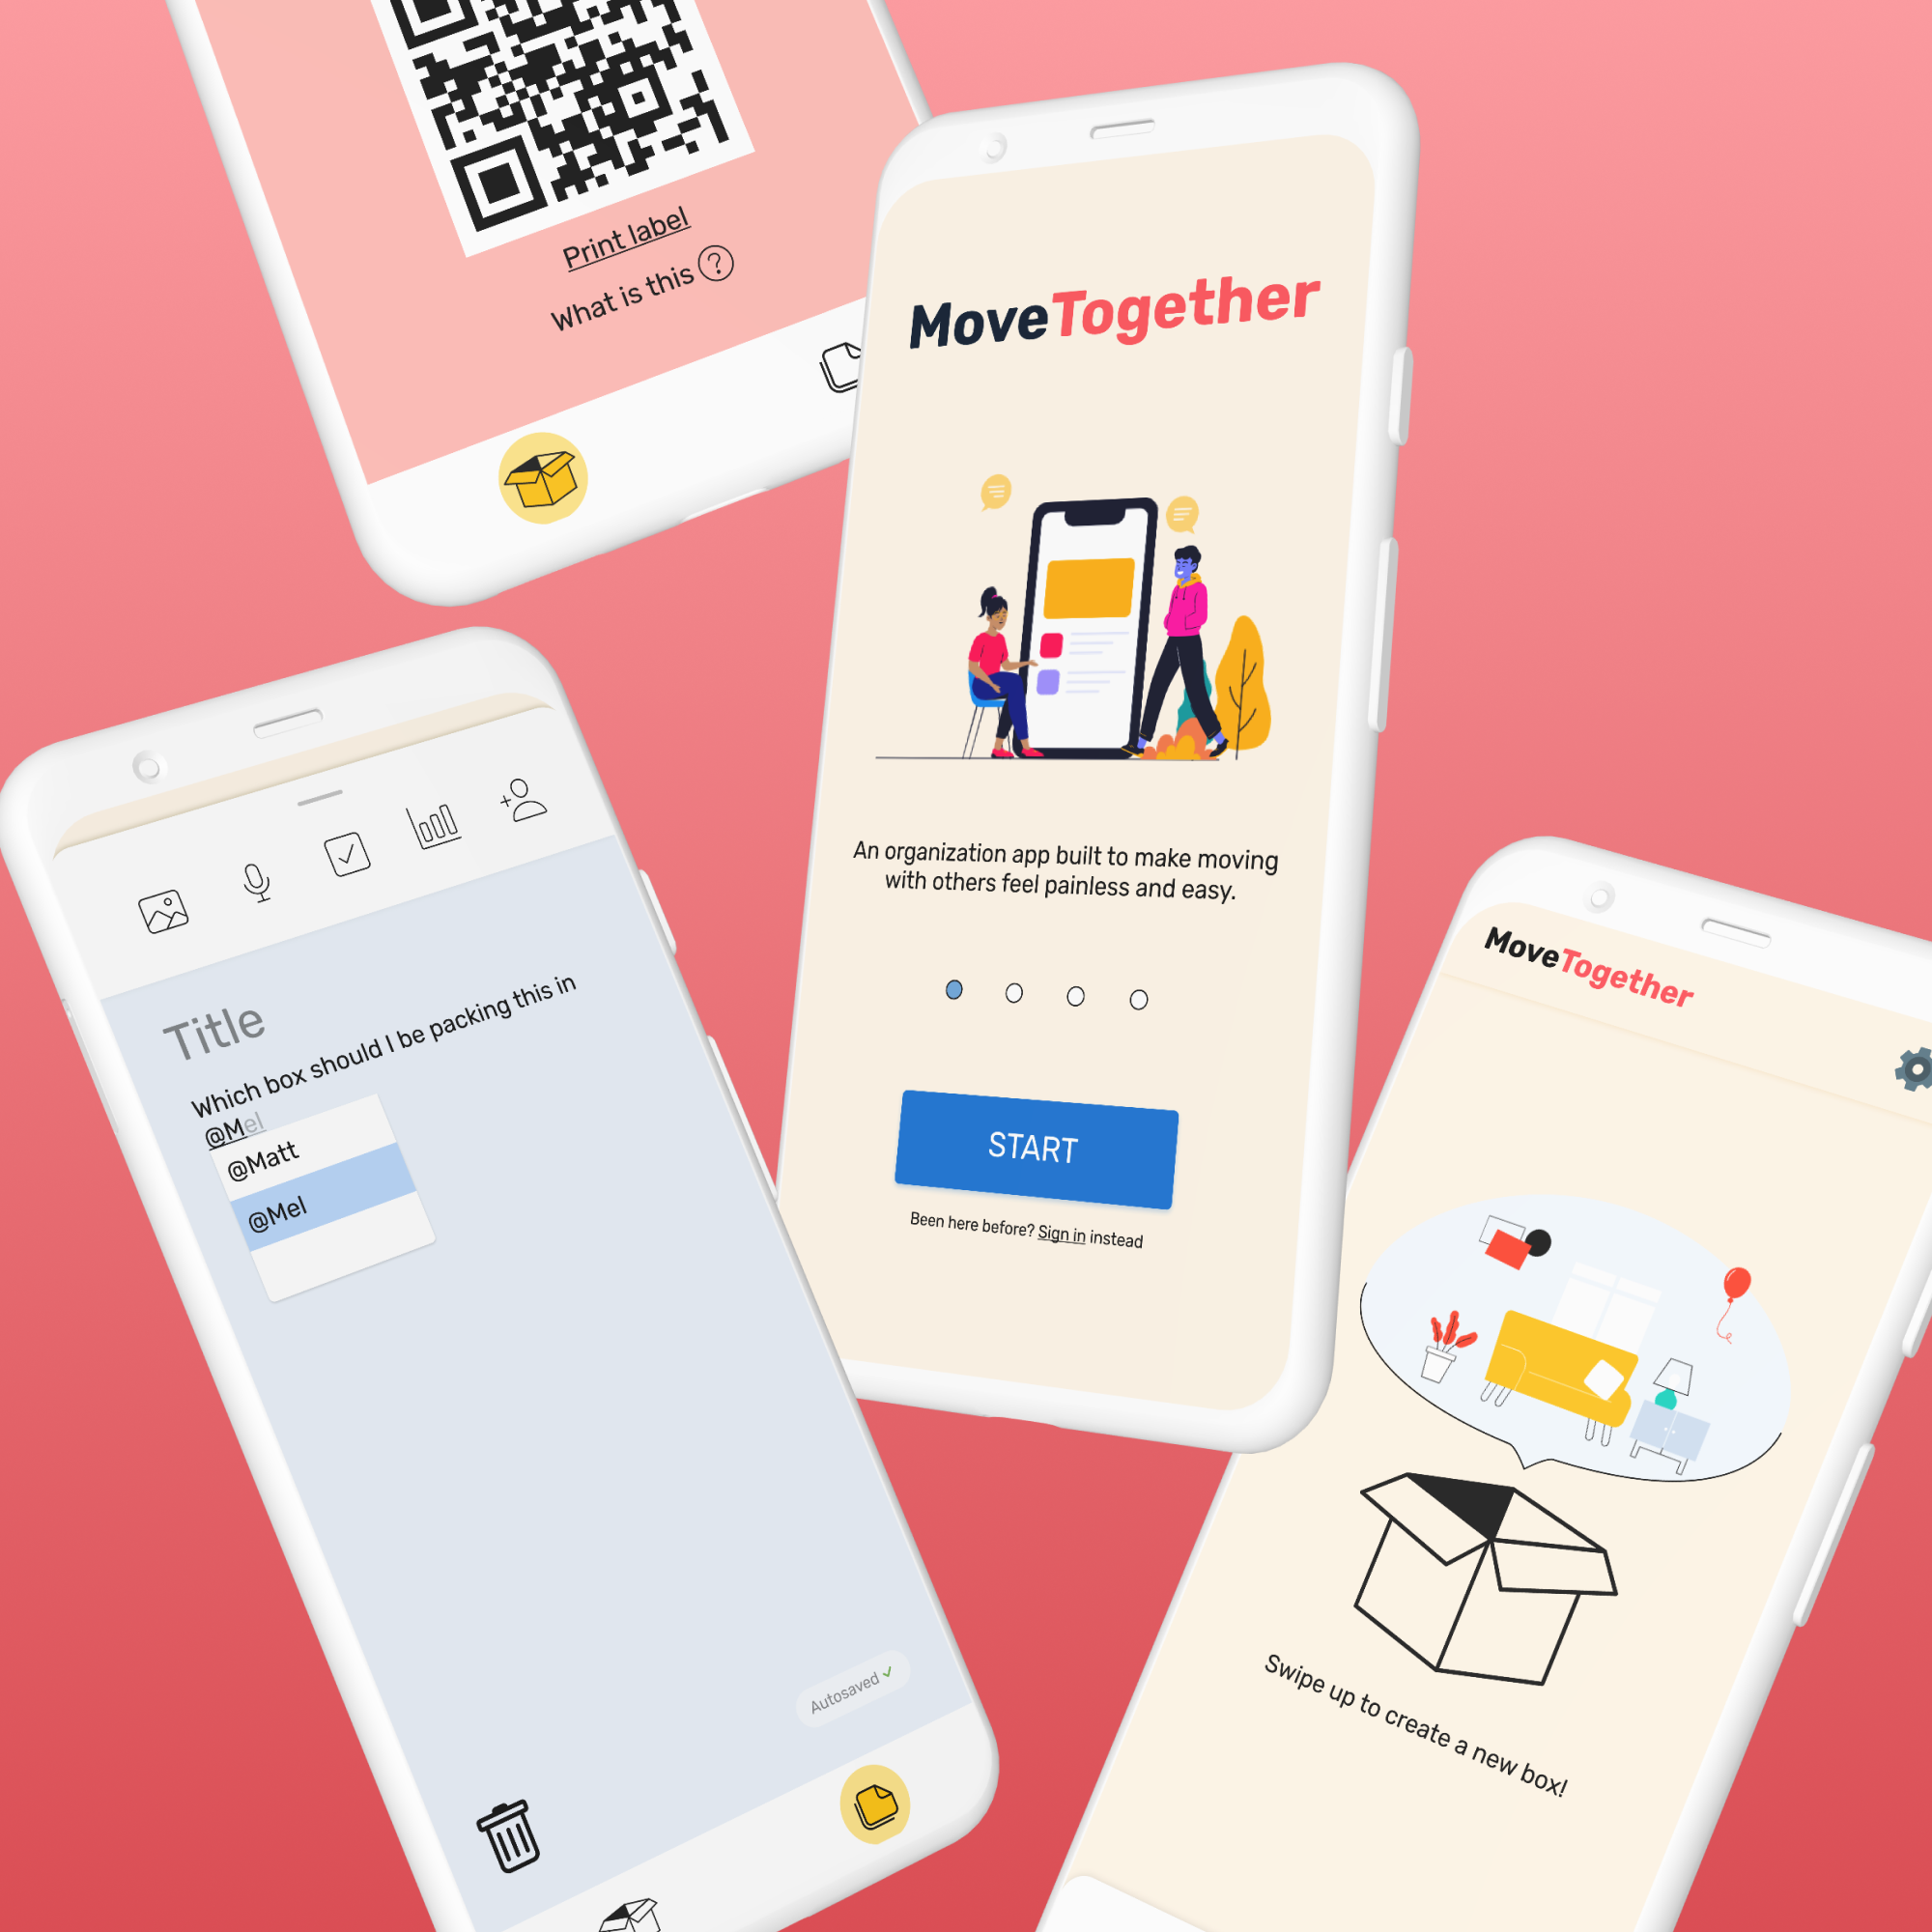 Print label
What is this ?
MoveTogether
An organization app built to make moving
with others feel painless and easy.
START
Been here before? Sign in instead
Title
Which box should I be packing this in
@Mel
@Matt
@Mel
Autosaved
MoveTogether
Swipe up to create a new box!